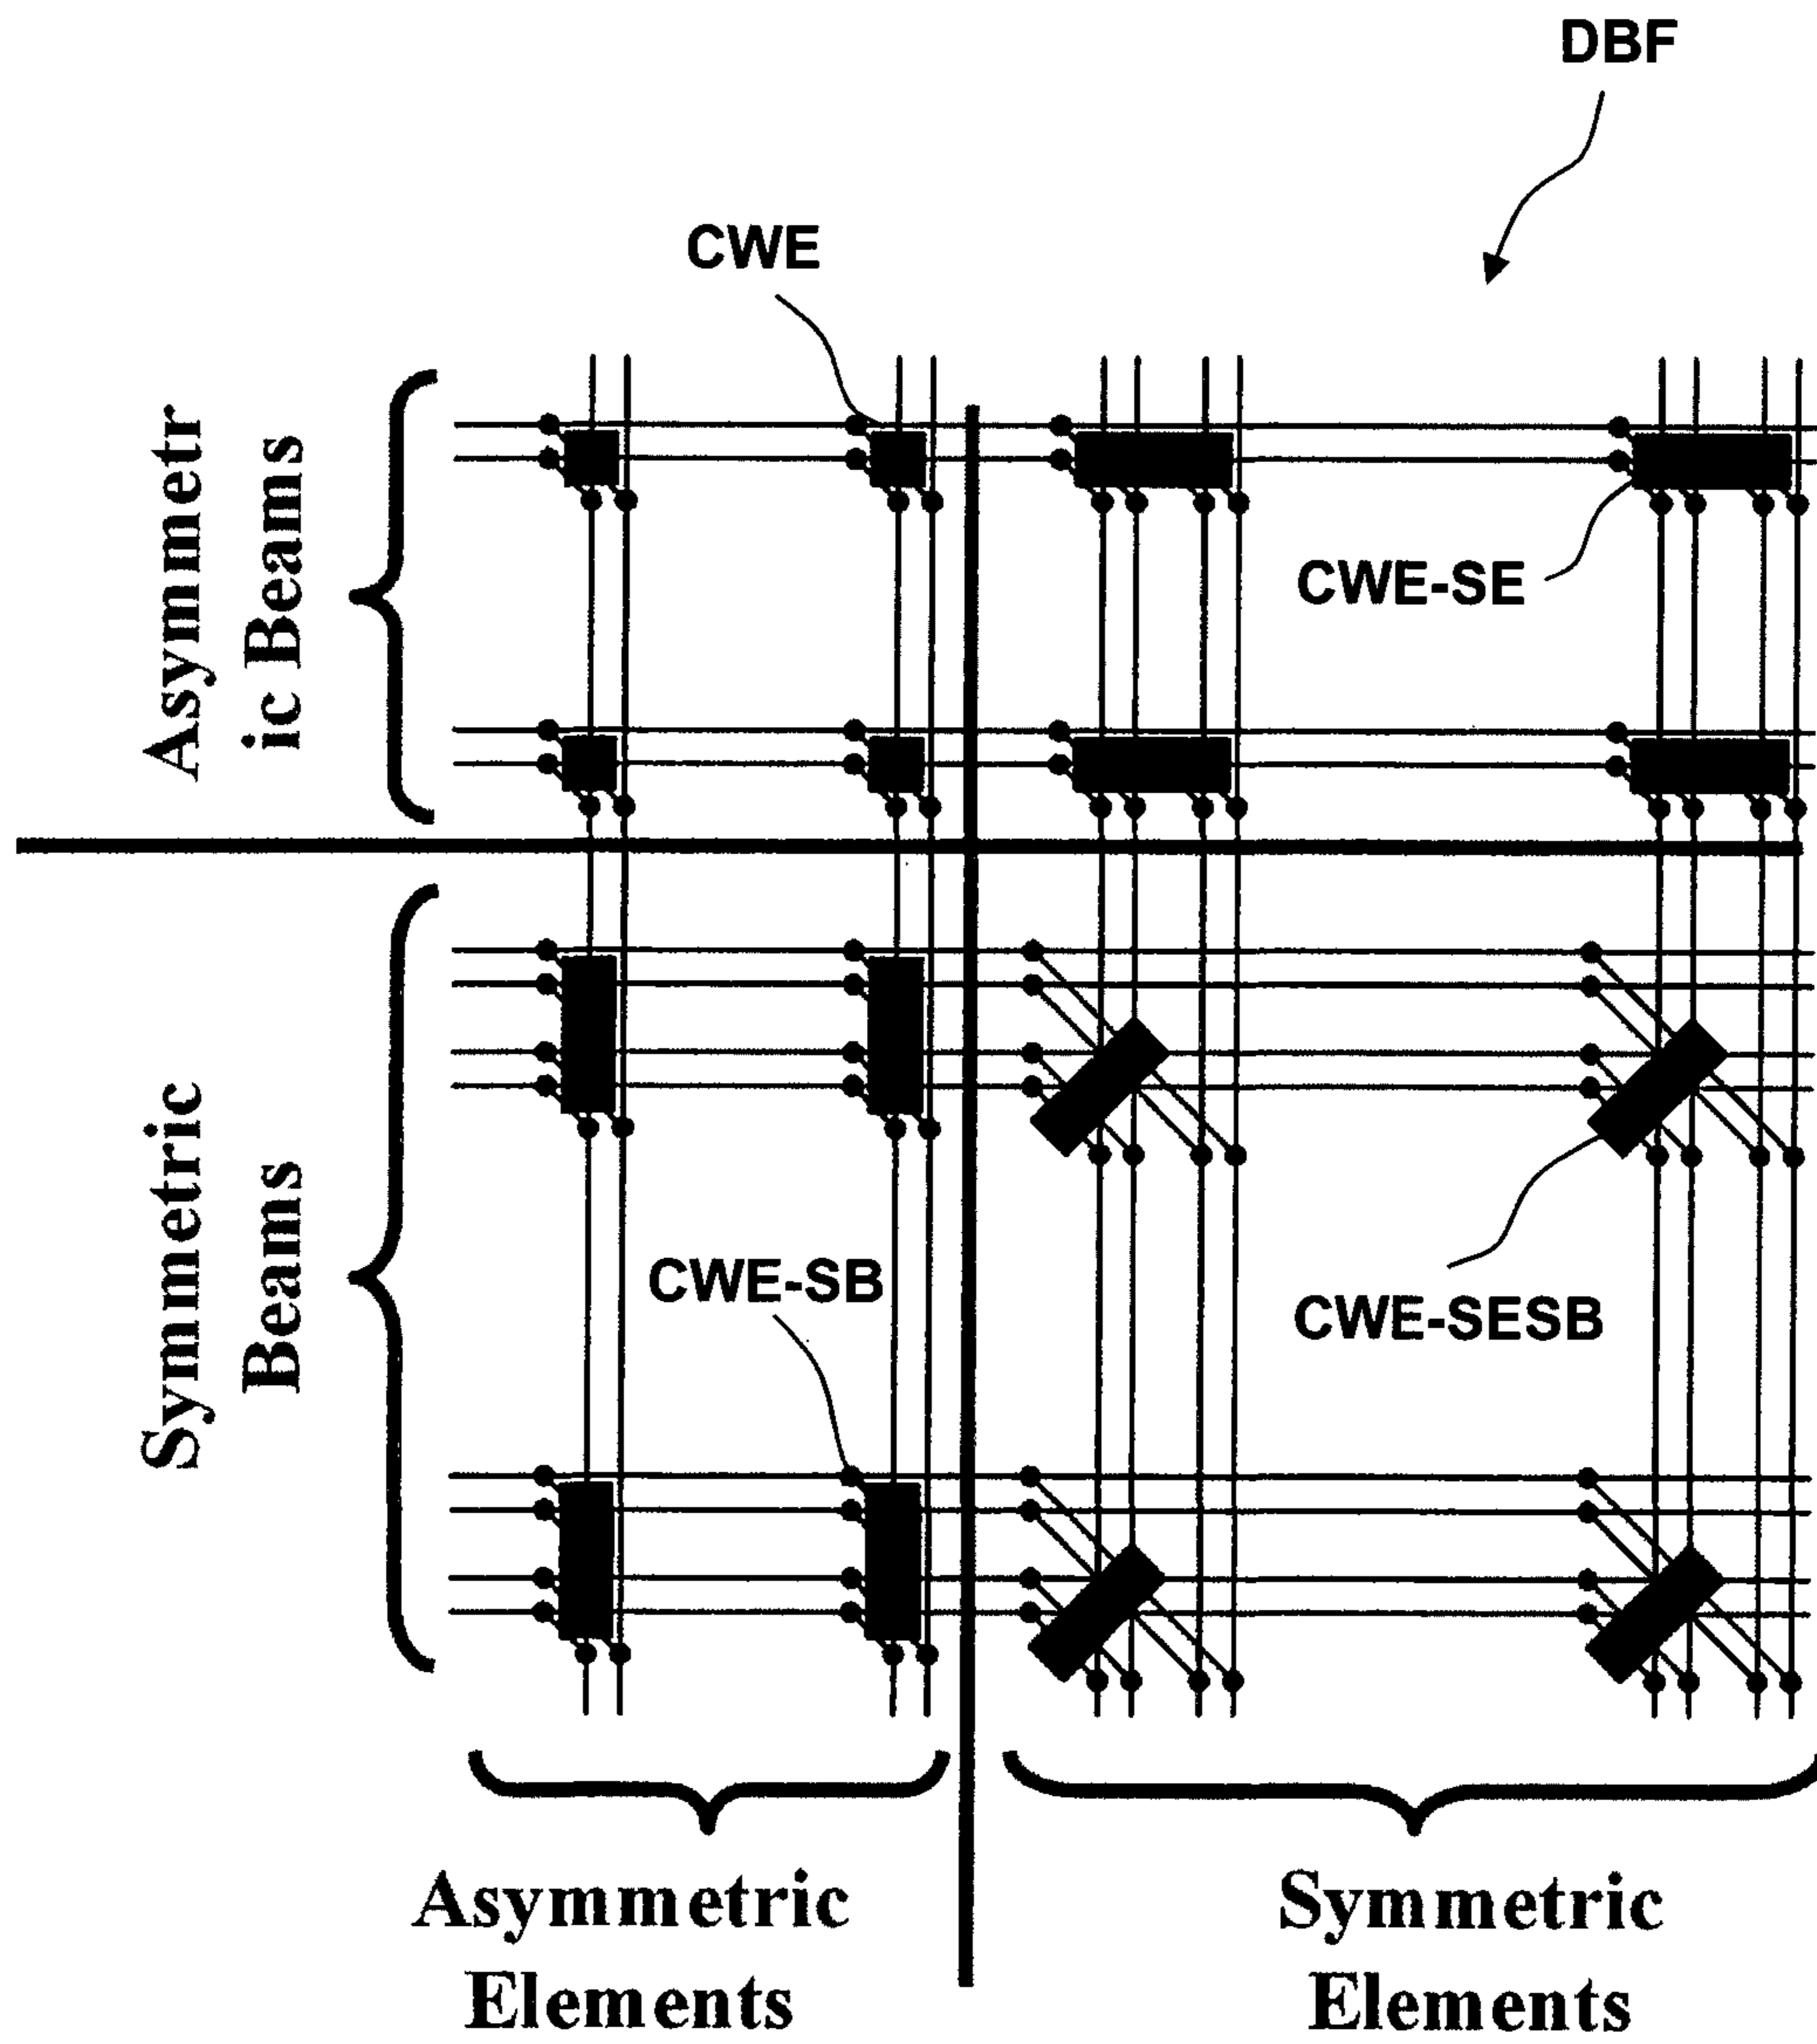 DBF
CWE
Asymmetr
ic Beams
CWE-SE
Symmetric
Beams
CWE-SB
CWE-SESB
Asymmetric
Elements
Symmetric
Elements